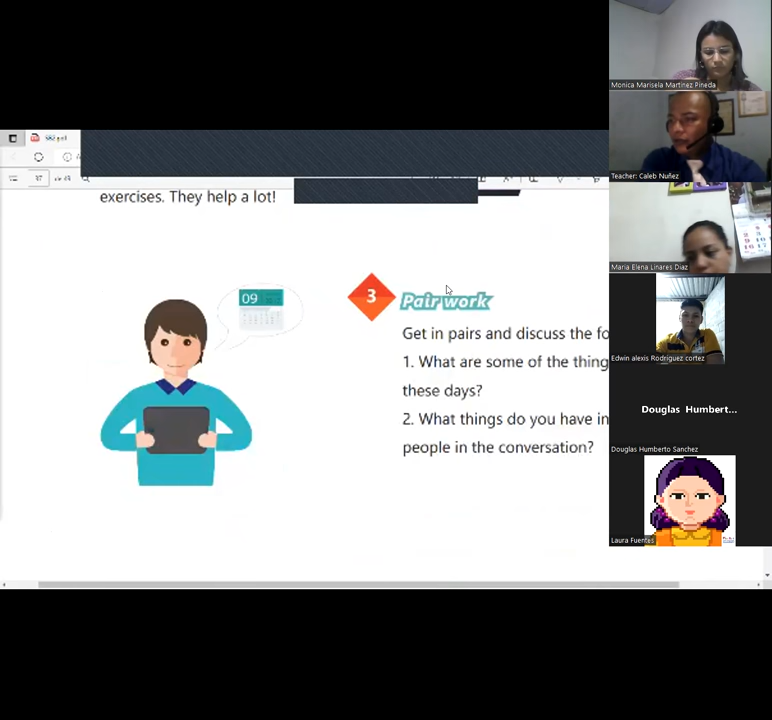 exercises. They help a lot!
09
3
Pair work
Get in pairs and discuss the fo
1. What are some of the thing
these days?
2. What things do you have in
people in the conversation?
Monica Marisela Martinez Pineda
Teacher: Caleb Nuñez
Maria Elena Linares Diaz
Edwin alexis Rodriguez cortez
Douglas Humbert...
Douglas Humberto Sanchez
Laura Fuentes